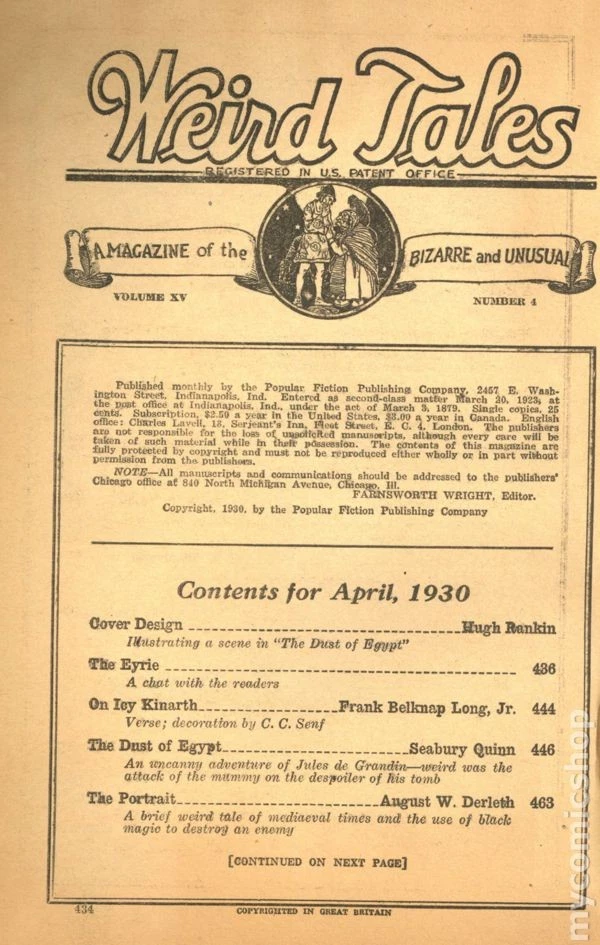 Weird Tales
REGISTERED IN U.S. PATENT OFFICE
A MAGAZINE of the BIZARRE and UNUSUAL
VOLUME XV NUMBER 4
Published monthly by the Popular Fiction Publishing Company, 2457 E. Wash-
ington Street, Indianapolis, Ind. Entered as second-class matter March 20, 1923, at
the post office at Indianapolis, Ind., under the act of March 3, 1879. Single copies, 25
cents. Subscription, $2.50 a year in the United States, $3.00 a year in Canada. English
office: Charles Lavell, 13, Serjeant's Inn, Fleet Street, E. C. 4, London. The publishers
are not responsible for the loss of unsolicited manuscripts, although every care will be
taken of such material while in their possession. The contents of this magazine are
fully protected by copyright and must not be reproduced either wholly or in part without
permission from the publishers.
NOTE—All manuscripts and communications should be addressed to the publishers'
Chicago office at 840 North Michigan Avenue, Chicago, Ill.
FARNSWORTH WRIGHT, Editor.
Copyright, 1930, by the Popular Fiction Publishing Company
Contents for April, 1930
Cover Design Hugh Rankin
Illustrating a scene in "The Dust of Egypt"
The Eyrie 436
A chat with the readers
On Icy Kinarth Frank Belknap Long, Jr. 444
Verse; decoration by C. C. Senf
The Dust of Egypt Seabury Quinn 446
An uncanny adventure of Jules de Grandin—weird was the
attack of the mummy on the despoiler of his tomb
The Portrait August W. Derleth 463
A brief weird tale of mediaeval times and the use of black
magic to destroy an enemy
[CONTINUED ON NEXT PAGE]
434 COPYRIGHTED IN GREAT BRITAIN
mycomicshop